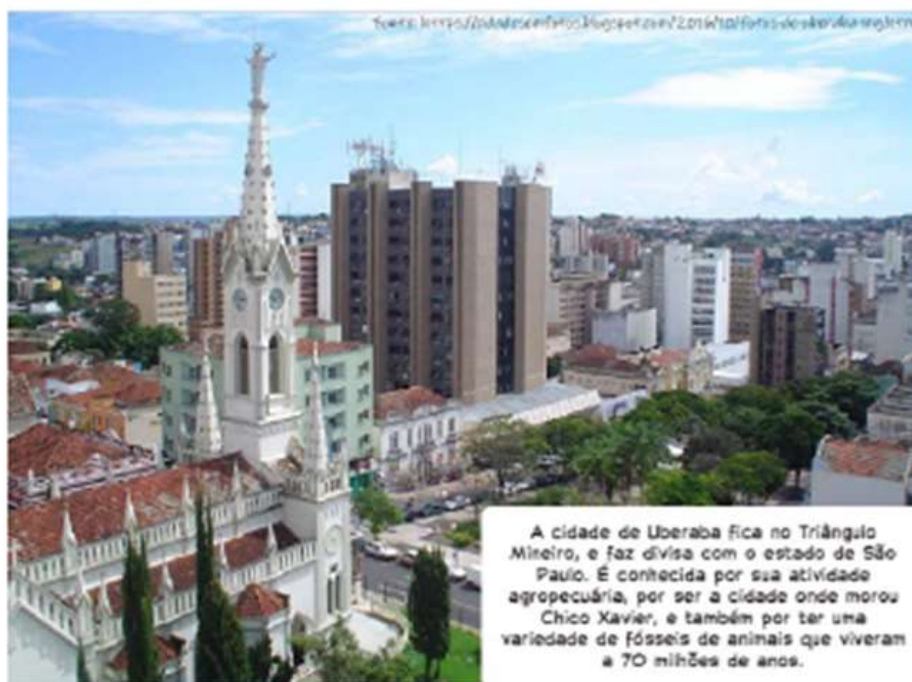 Fonte:
A cidade de Uberaba fica no Triângulo
Mineiro, e faz divisa com o estado de São
Paulo. É conhecida por sua atividade
agropecuária, por ser a cidade onde morou
Chico Xavier, e também por ter uma
variedade de fósseis de animais que viveram
a 70 milhões de anos.